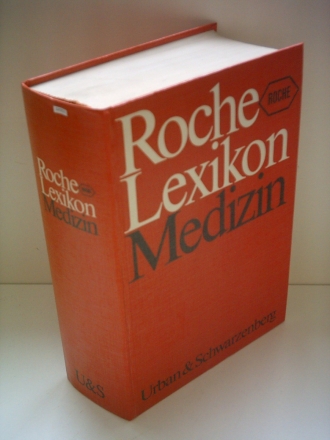 Roche
Lexikon
Medizin
ROCHE
Urban & Schwarzenberg
Roche
Lexikon
Medizin
U&S